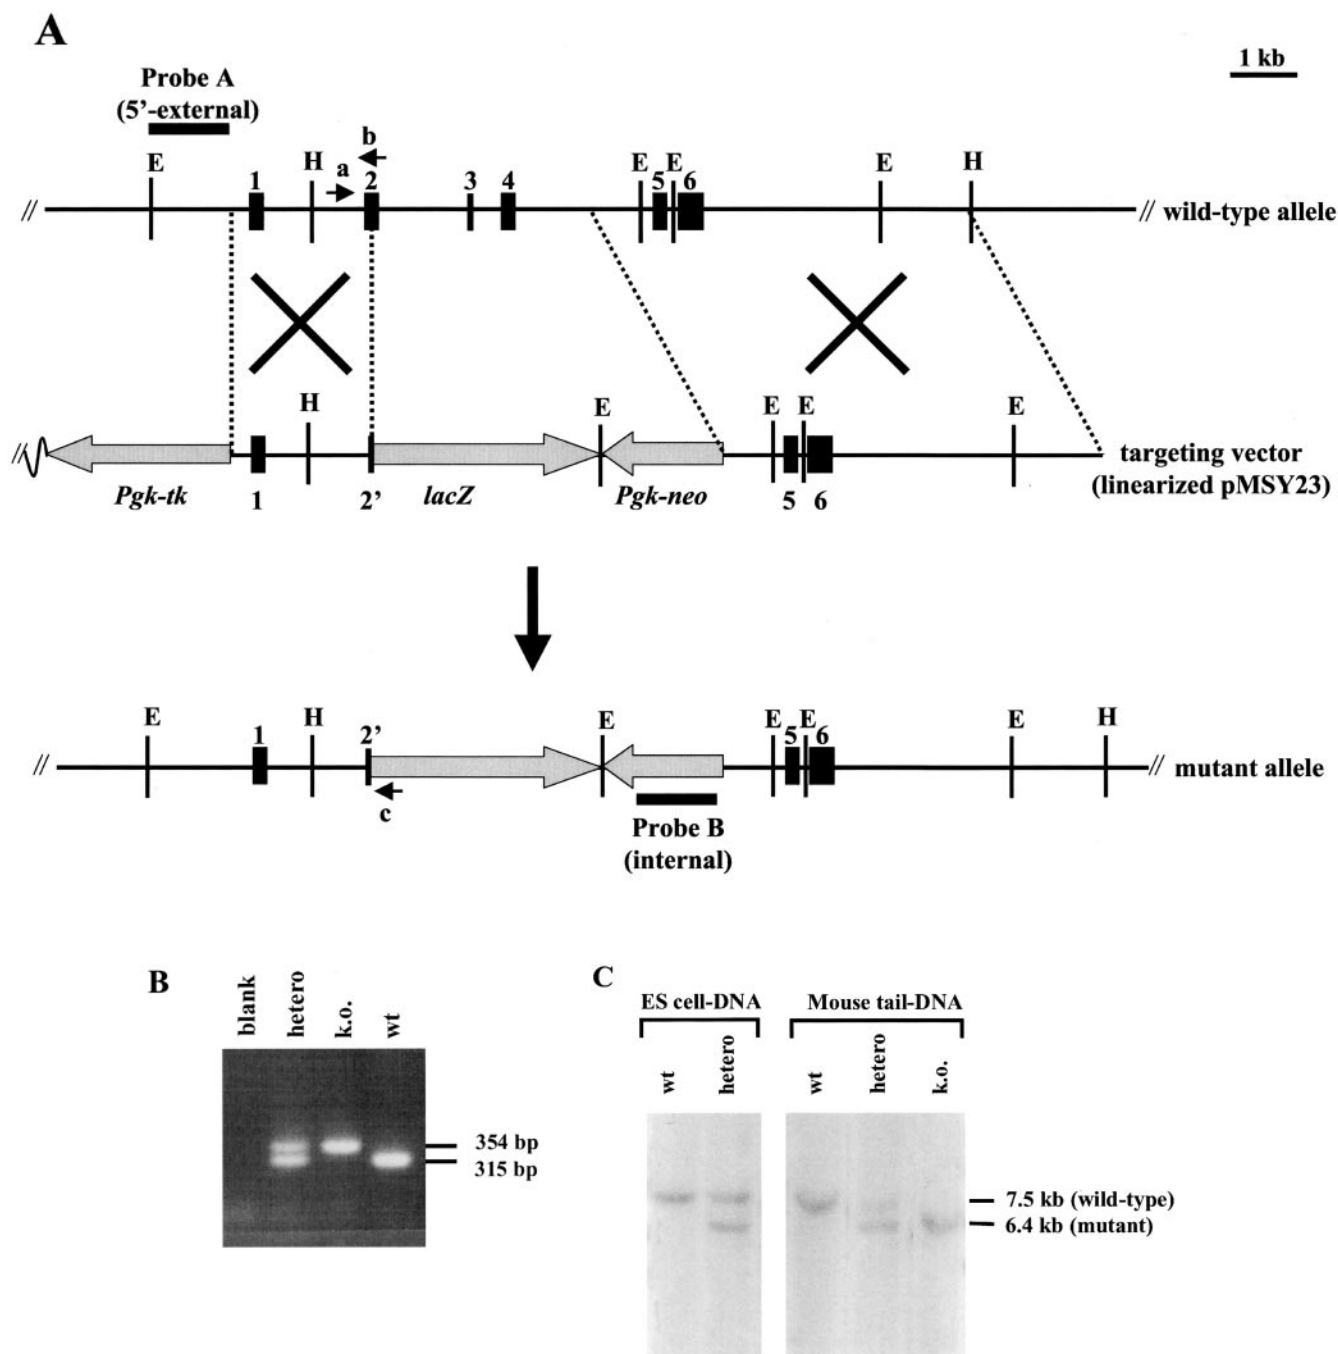 A
1 kb
Probe A
(5'-external)
b
E
1
H
a
2
3
4
E
5
E
6
E
H
//
// wild-type allele
H
E
E
E
E
//
Pgk-tk
1
2'
lacZ
Pgk-neo
5
6
targeting vector
(linearized pMSY23)
E
1
H
2'
E
E
5
E
6
E
H
//
// mutant allele
c
Probe B
(internal)
B
blank
hetero
k.o.
wt
354 bp
315 bp
C
ES cell-DNA
Mouse tail-DNA
wt
hetero
wt
hetero
k.o.
7.5 kb (wild-type)
6.4 kb (mutant)